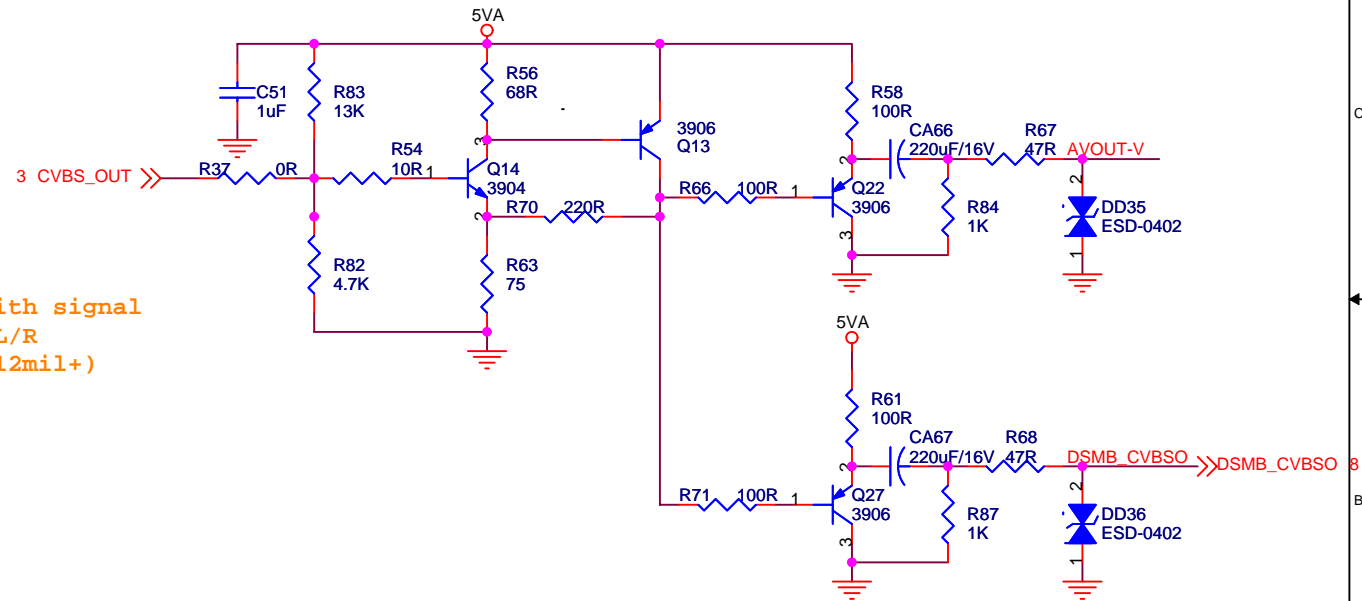 5VA
C51
1uF
R83
13K
R56
68R
3906
Q13
R58
100R
CA66
220uF/16V
R67
47R
AVOUT-V
3 CVBS_OUT
R37
0R
R54
10R
1
3
Q14
3904
2
R70
220R
R66
100R
1
2
Q22
3906
3
R84
1K
2
DD35
ESD-0402
1
R82
4.7K
R63
75
ith signal
L/R
12mil+)
5VA
R61
100R
CA67
220uF/16V
R68
47R
DSMB_CVBSO
DSMB_CVBSO 8
R71
100R
1
2
Q27
3906
3
R87
1K
2
DD36
ESD-0402
1
C
B